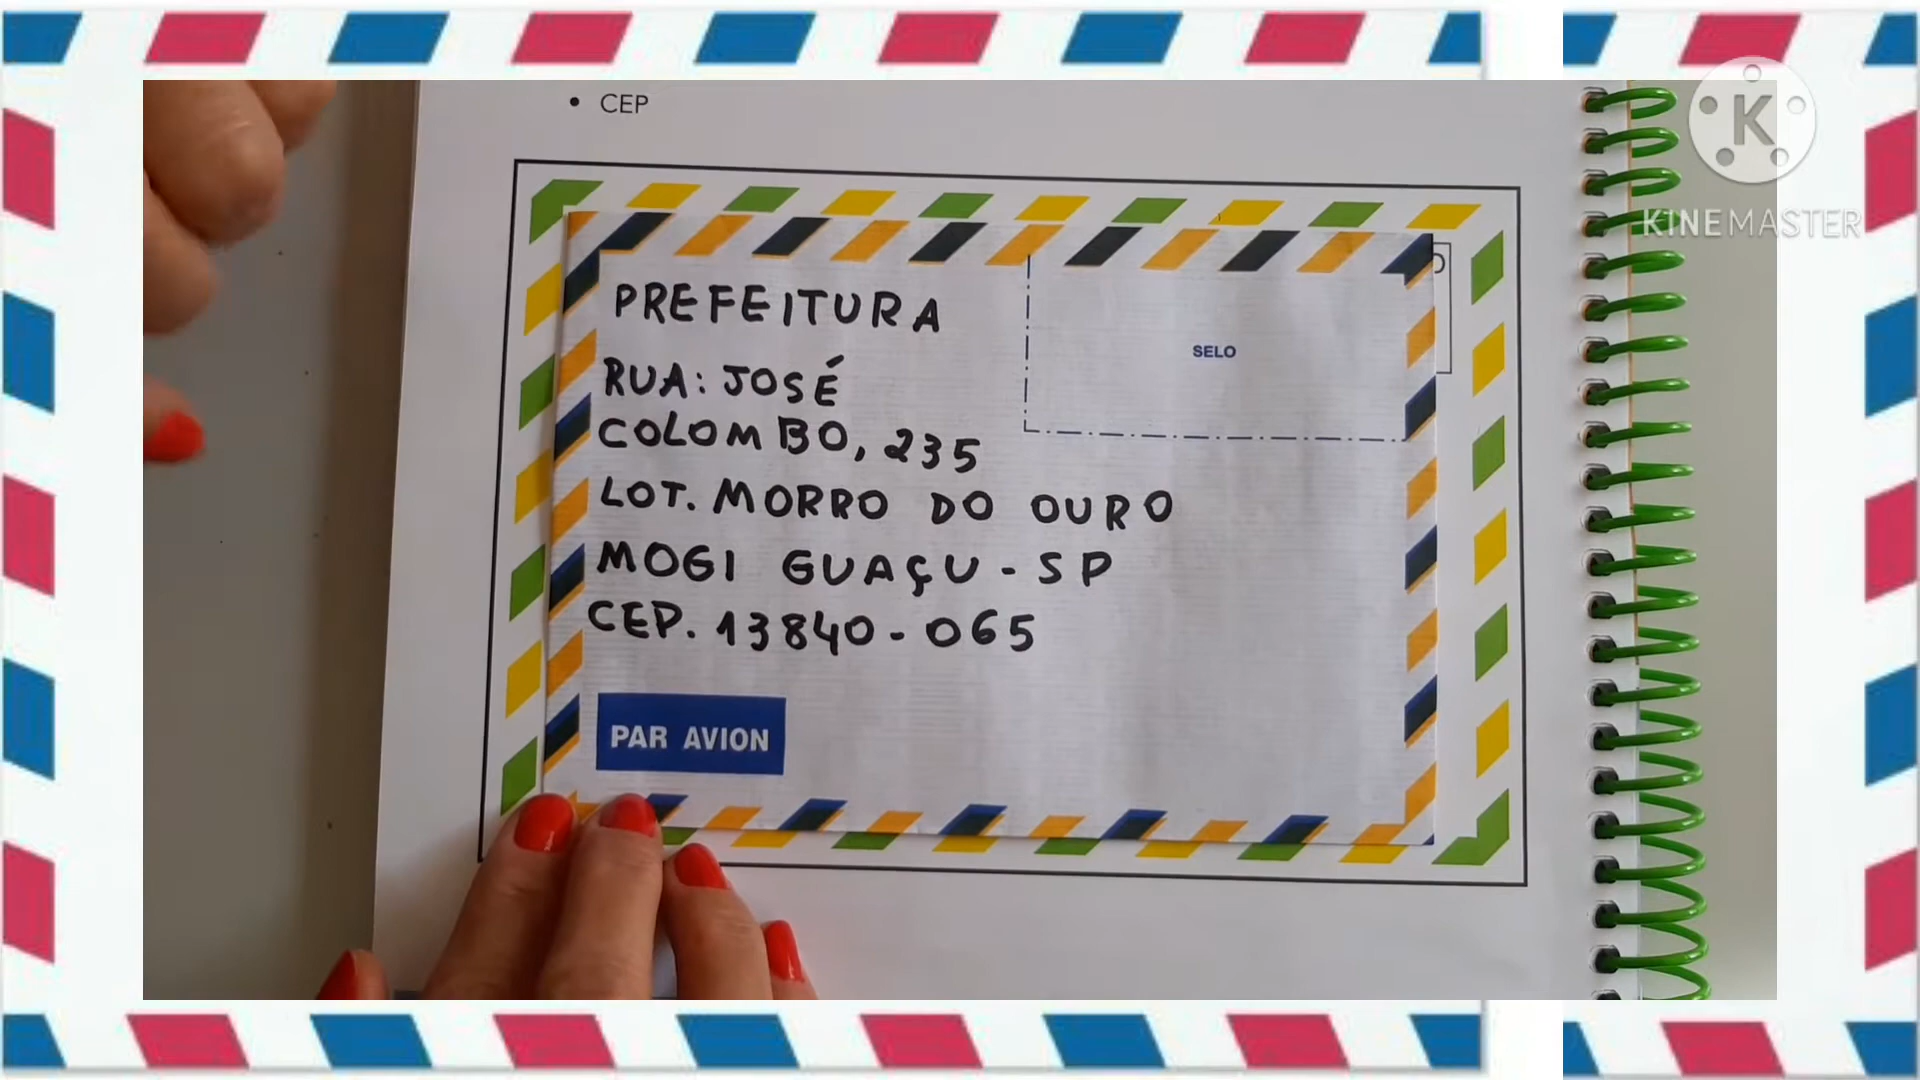 CEP
KINEMASTER
PREFEITURA
SELO
RUA: JOSÉ
COLOMBO, 235
LOT. MORRO DO OURO
MOGI GUAÇU - SP
CEP. 13840-065
PAR AVION